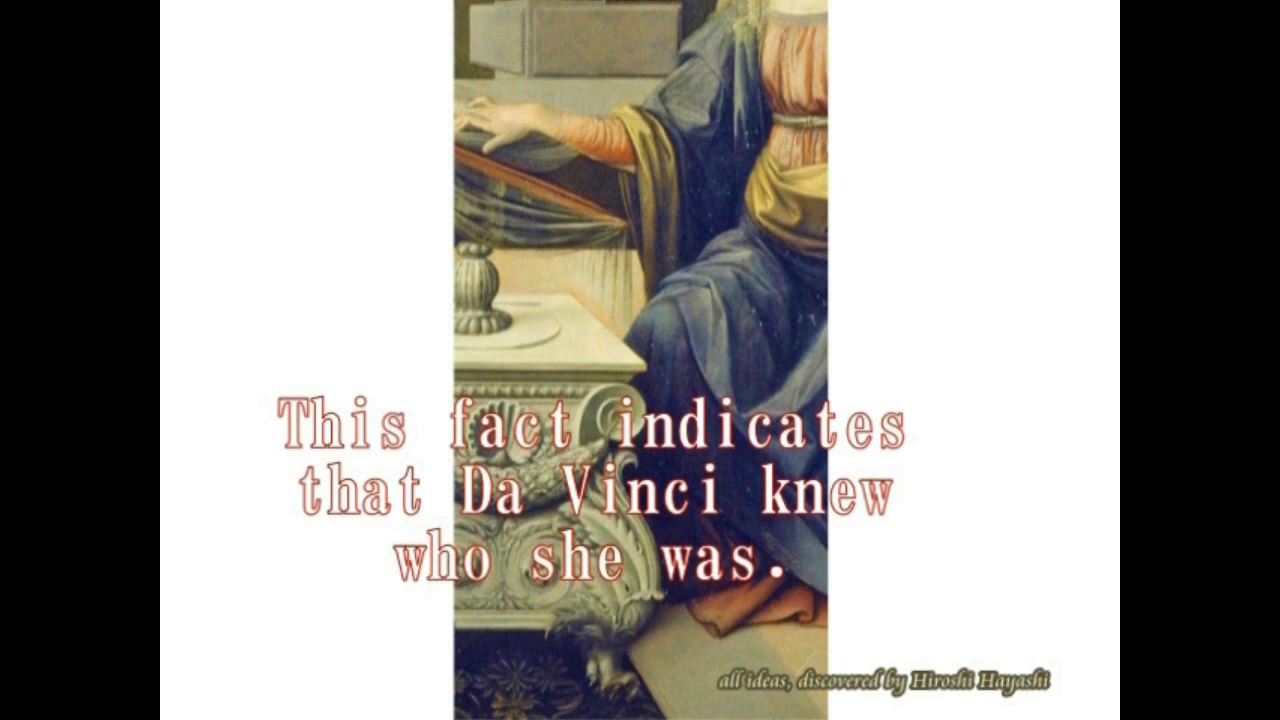 This fact indicates
that Da Vinci knew
who she was.
all ideas, discovered by Hiroshi Hayashi